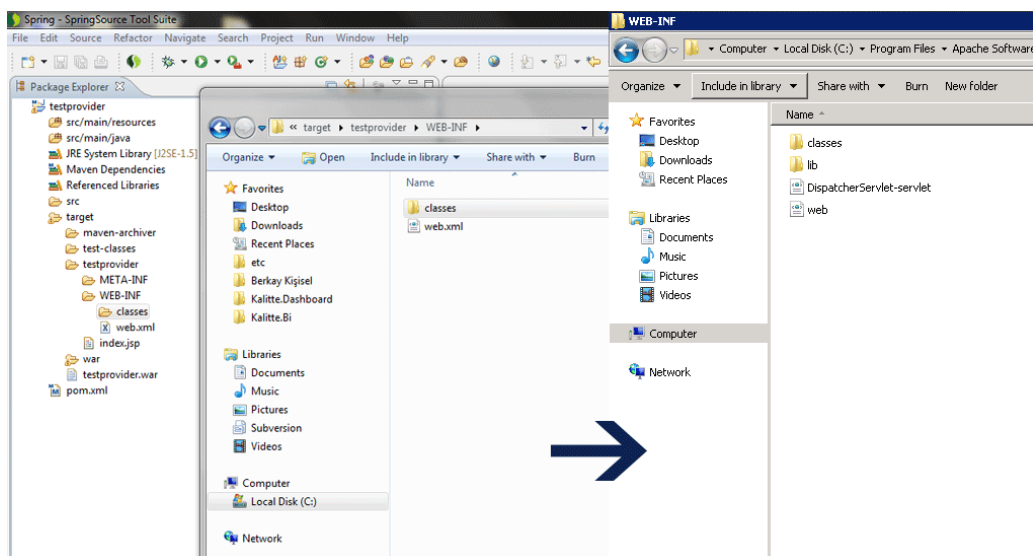 Spring - SpringSource Tool Suite
File Edit Source Refactor Navigate Search Project Run Window Help
Package Explorer
testprovider
src/main/resources
src/main/java
JRE System Library [J2SE-1.5]
Maven Dependencies
Referenced Libraries
src
target
maven-archiver
test-classes
testprovider
META-INF
WEB-INF
classes
web.xml
index.jsp
war
testprovider.war
pom.xml
« target testprovider WEB-INF
Organize Open Include in library Share with Burn
Favorites
Desktop
Downloads
Recent Places
etc
Berkay Kişisel
Kalitte.Dashboard
Kalitte.Bi
Libraries
Documents
Music
Pictures
Subversion
Videos
Computer
Local Disk (C:)
Network
Name
classes
web.xml
WEB-INF
Computer Local Disk (C:) Program Files Apache Software
Organize Include in library Share with Burn New folder
Favorites
Desktop
Downloads
Recent Places
Libraries
Documents
Music
Pictures
Videos
Computer
Network
Name
classes
lib
DispatcherServlet-servlet
web